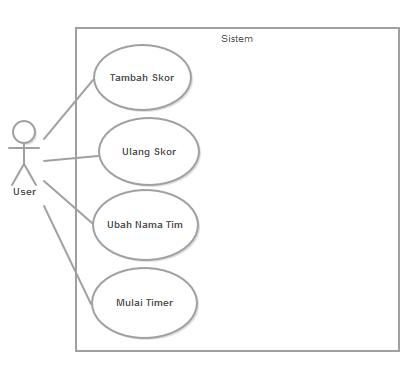 Sistem
Tambah Skor
Ulang Skor
User
Ubah Nama Tim
Mulai Timer